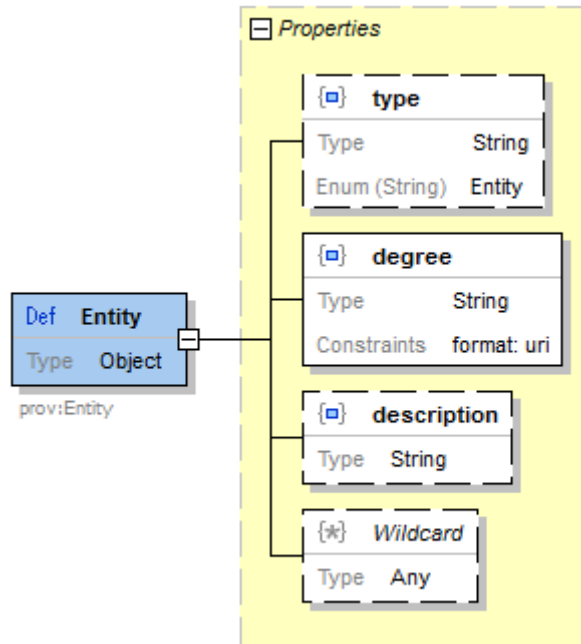 Properties
{} type
Type String
Enum (String) Entity
{} degree
Type String
Constraints format: uri
Def Entity
Type Object
prov:Entity
{} description
Type String
{*} Wildcard
Type Any